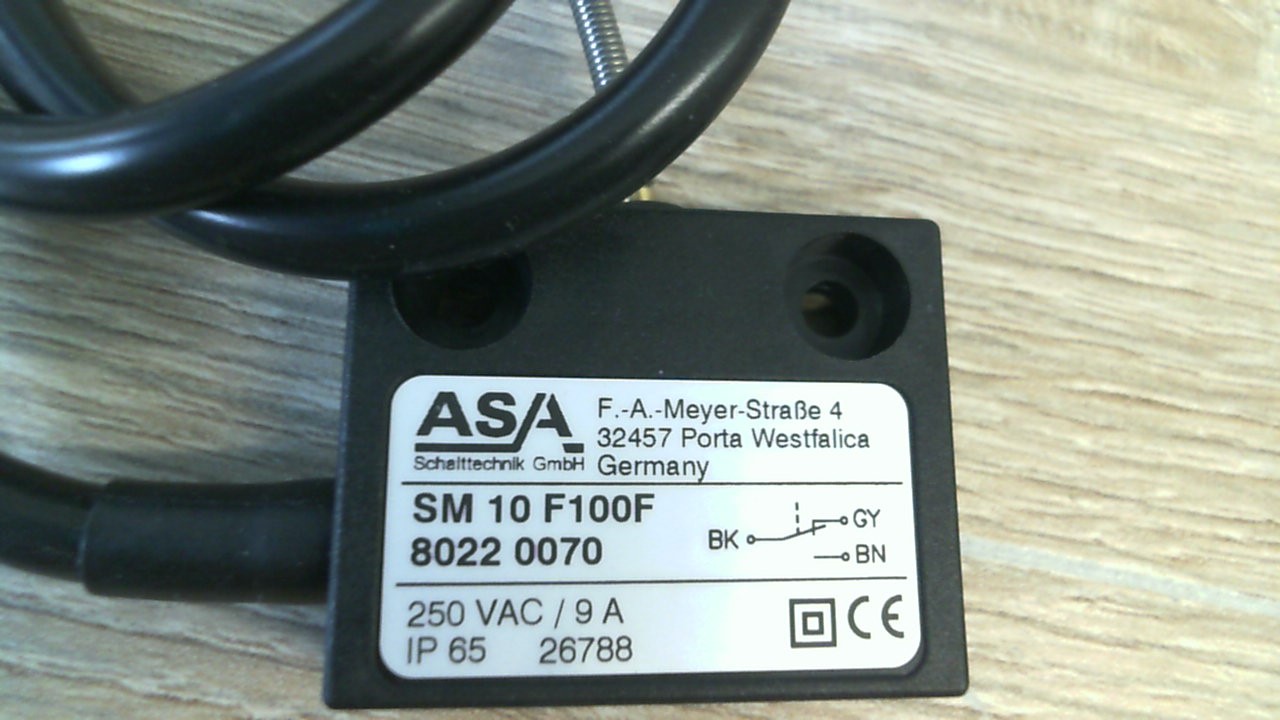 ASA
Schalttechnik GmbH
F.-A.-Meyer-Straße 4
32457 Porta Westfalica
Germany
SM 10 F100F
8022 0070
BK
GY
BN
250 VAC / 9 A
IP 65 26788
CE